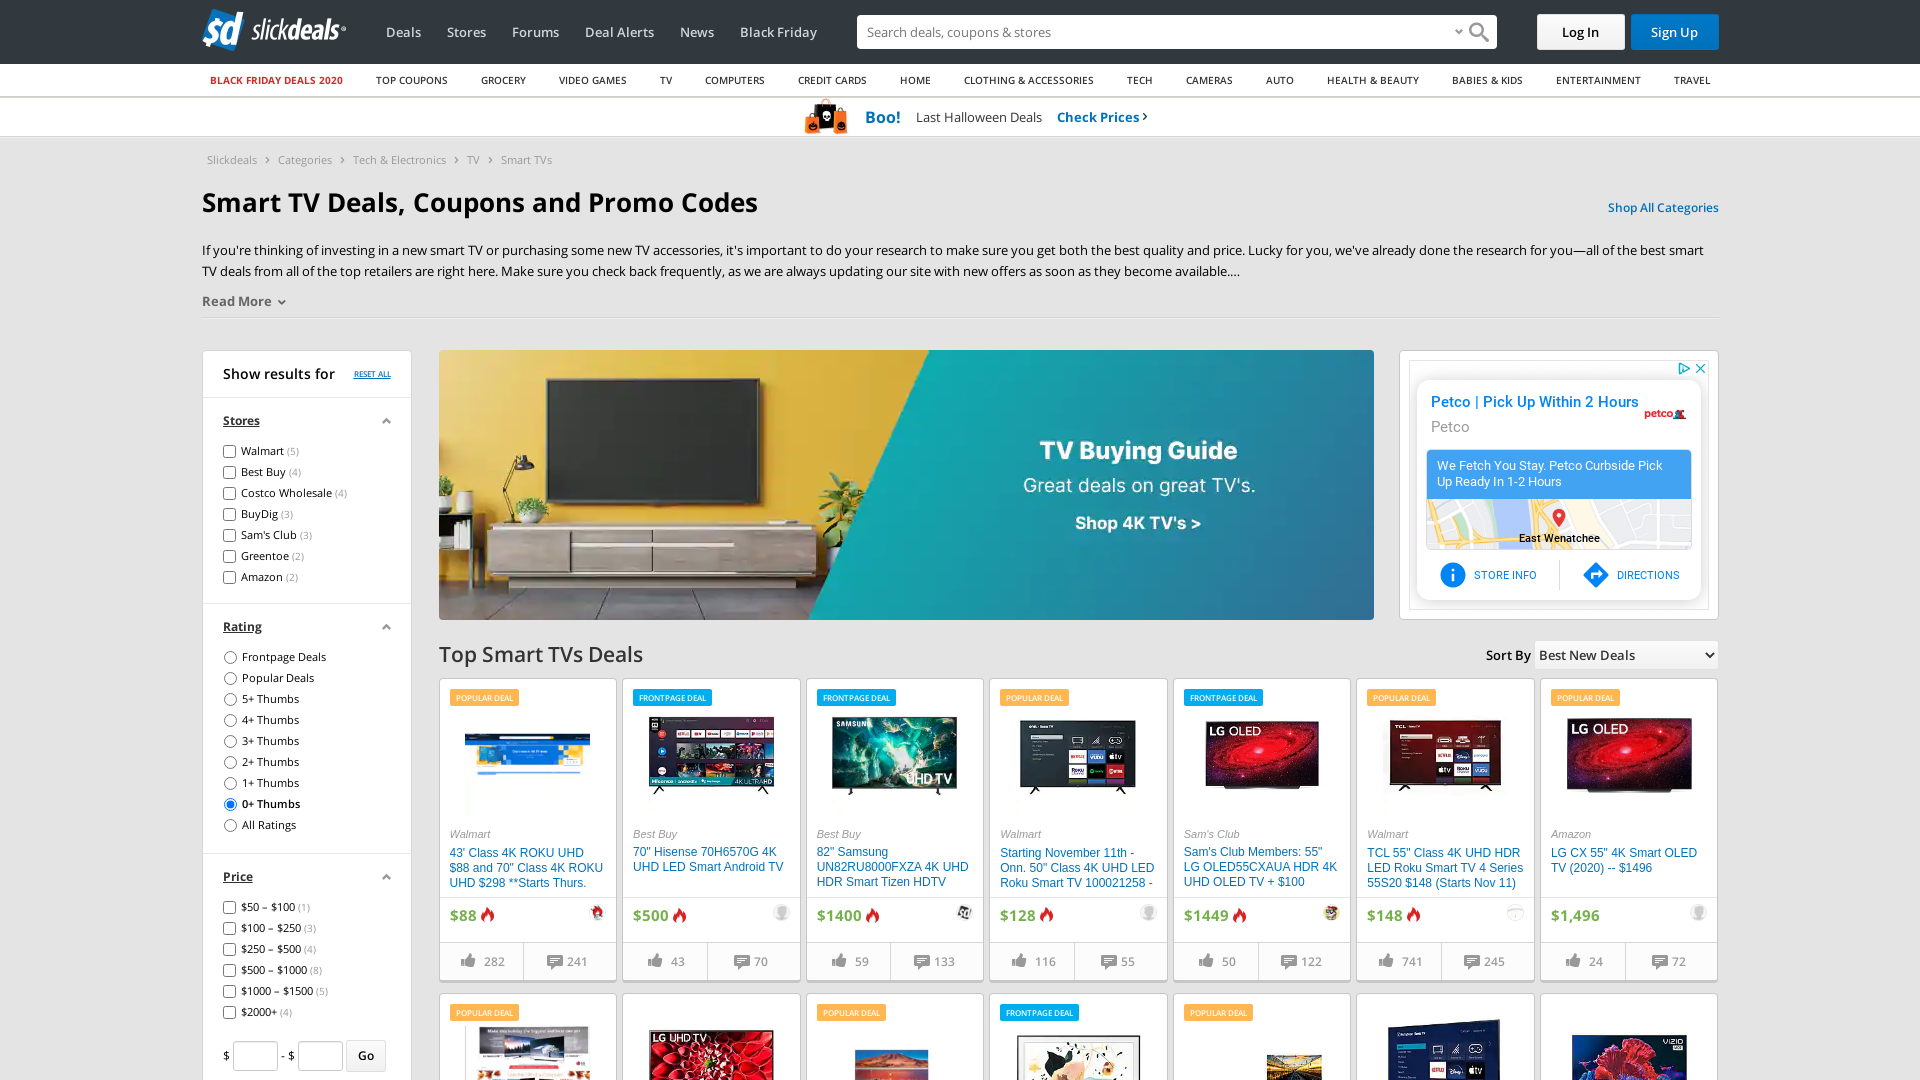 sd slickdeals
Deals
Stores
Forums
Deal Alerts
News
Black Friday
Search deals, coupons & stores
Log In
Sign Up
BLACK FRIDAY DEALS 2020
TOP COUPONS
GROCERY
VIDEO GAMES
TV
COMPUTERS
CREDIT CARDS
HOME
CLOTHING & ACCESSORIES
TECH
CAMERAS
AUTO
HEALTH & BEAUTY
BABIES & KIDS
ENTERTAINMENT
TRAVEL
Boo! Last Halloween Deals Check Prices
Slickdeals > Categories > Tech & Electronics > TV > Smart TVs
Smart TV Deals, Coupons and Promo Codes
Shop All Categories
If you're thinking of investing in a new smart TV or purchasing some new TV accessories, it's important to do your research to make sure you get both the best quality and price. Lucky for you, we've already done the research for you—all of the best smart
TV deals from all of the top retailers are right here. Make sure you check back frequently, as we are always updating our site with new offers as soon as they become available....
Read More
Show results for
RESET ALL
Stores
Walmart (5)
Best Buy (4)
Costco Wholesale (4)
BuyDig (3)
Sam's Club (3)
Greentoe (2)
Amazon (2)
Rating
Frontpage Deals
Popular Deals
5+ Thumbs
4+ Thumbs
3+ Thumbs
2+ Thumbs
1+ Thumbs
0+ Thumbs
All Ratings
Price
$50 – $100 (1)
$100 – $250 (3)
$250 – $500 (4)
$500 – $1000 (8)
$1000 – $1500 (5)
$2000+ (4)
$ - $ Go
TV Buying Guide
Great deals on great TV's.
Shop 4K TV's >
Petco | Pick Up Within 2 Hours
Petco
petco
We Fetch You Stay. Petco Curbside Pick
Up Ready In 1-2 Hours
East Wenatchee
STORE INFO
DIRECTIONS
Top Smart TVs Deals
Sort By Best New Deals
POPULAR DEAL
Walmart
43' Class 4K ROKU UHD
$88 and 70" Class 4K ROKU
UHD $298 **Starts Thurs.
$88
282
241
FRONTPAGE DEAL
Hisense
4K ULTRAHD
Best Buy
70" Hisense 70H6570G 4K
UHD LED Smart Android TV
$500
43
70
FRONTPAGE DEAL
SAMSUNG
UHD TV
Best Buy
82" Samsung
UN82RU8000FXZA 4K UHD
HDR Smart Tizen HDTV
$1400
59
133
POPULAR DEAL
Walmart
Starting November 11th -
Onn. 50" Class 4K UHD LED
Roku Smart TV 100021258 -
$128
116
55
FRONTPAGE DEAL
LG OLED
Sam's Club
Sam's Club Members: 55"
LG OLED55CXAUA HDR 4K
UHD OLED TV + $100
$1449
50
122
POPULAR DEAL
TCL
Walmart
TCL 55" Class 4K UHD HDR
LED Roku Smart TV 4 Series
55S20 $148 (Starts Nov 11)
$148
741
245
POPULAR DEAL
LG OLED
Amazon
LG CX 55" 4K Smart OLED
TV (2020) -- $1496
$1,496
24
72
POPULAR DEAL
LG UHD TV
POPULAR DEAL
FRONTPAGE DEAL
POPULAR DEAL
VIZIO